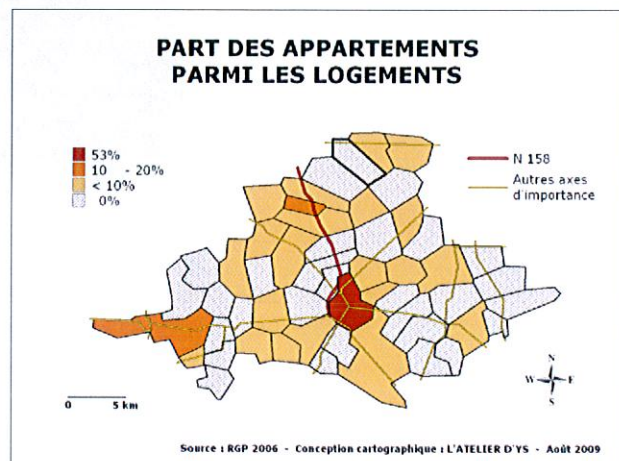 PART DES APPARTEMENTS
PARMI LES LOGEMENTS
53%
10 - 20%
< 10%
0%
N 158
Autres axes
d'importance
N
W E
S
0 5 km
Source : RGP 2006 - Conception cartographique : L'ATELIER D'YS - Août 2009